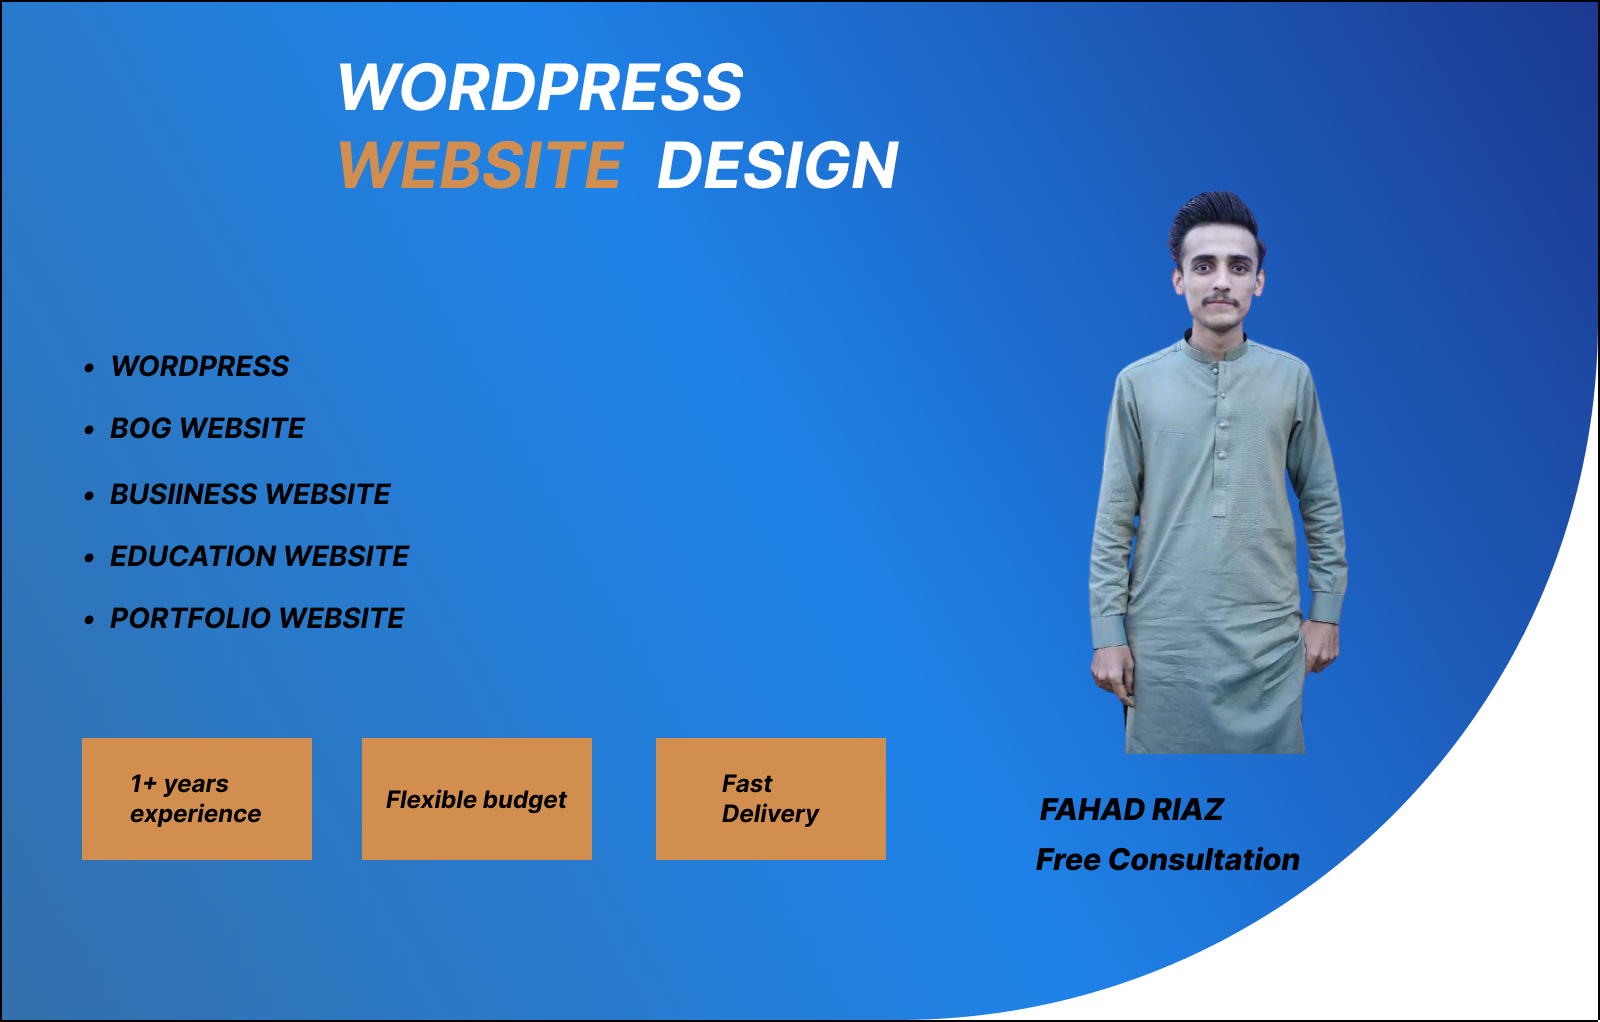 WORDPRESS
WEBSITE DESIGN
• WORDPRESS
• BOG WEBSITE
• BUSIINESS WEBSITE
• EDUCATION WEBSITE
• PORTFOLIO WEBSITE
1+ years
experience
Flexible budget
Fast
Delivery
FAHAD RIAZ
Free Consultation